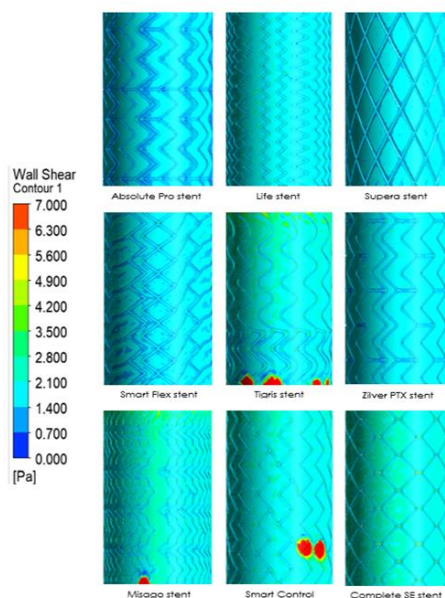 Wall Shear
Contour 1
7.000
6.300
5.600
4.900
4.200
3.500
2.800
2.100
1.400
0.700
0.000
[Pa]
Absolute Pro stent
Life stent
Supera stent
Smart Flex stent
Tigris stent
Zilver PTX stent
Misago stent
Smart Control
Complete SE stent